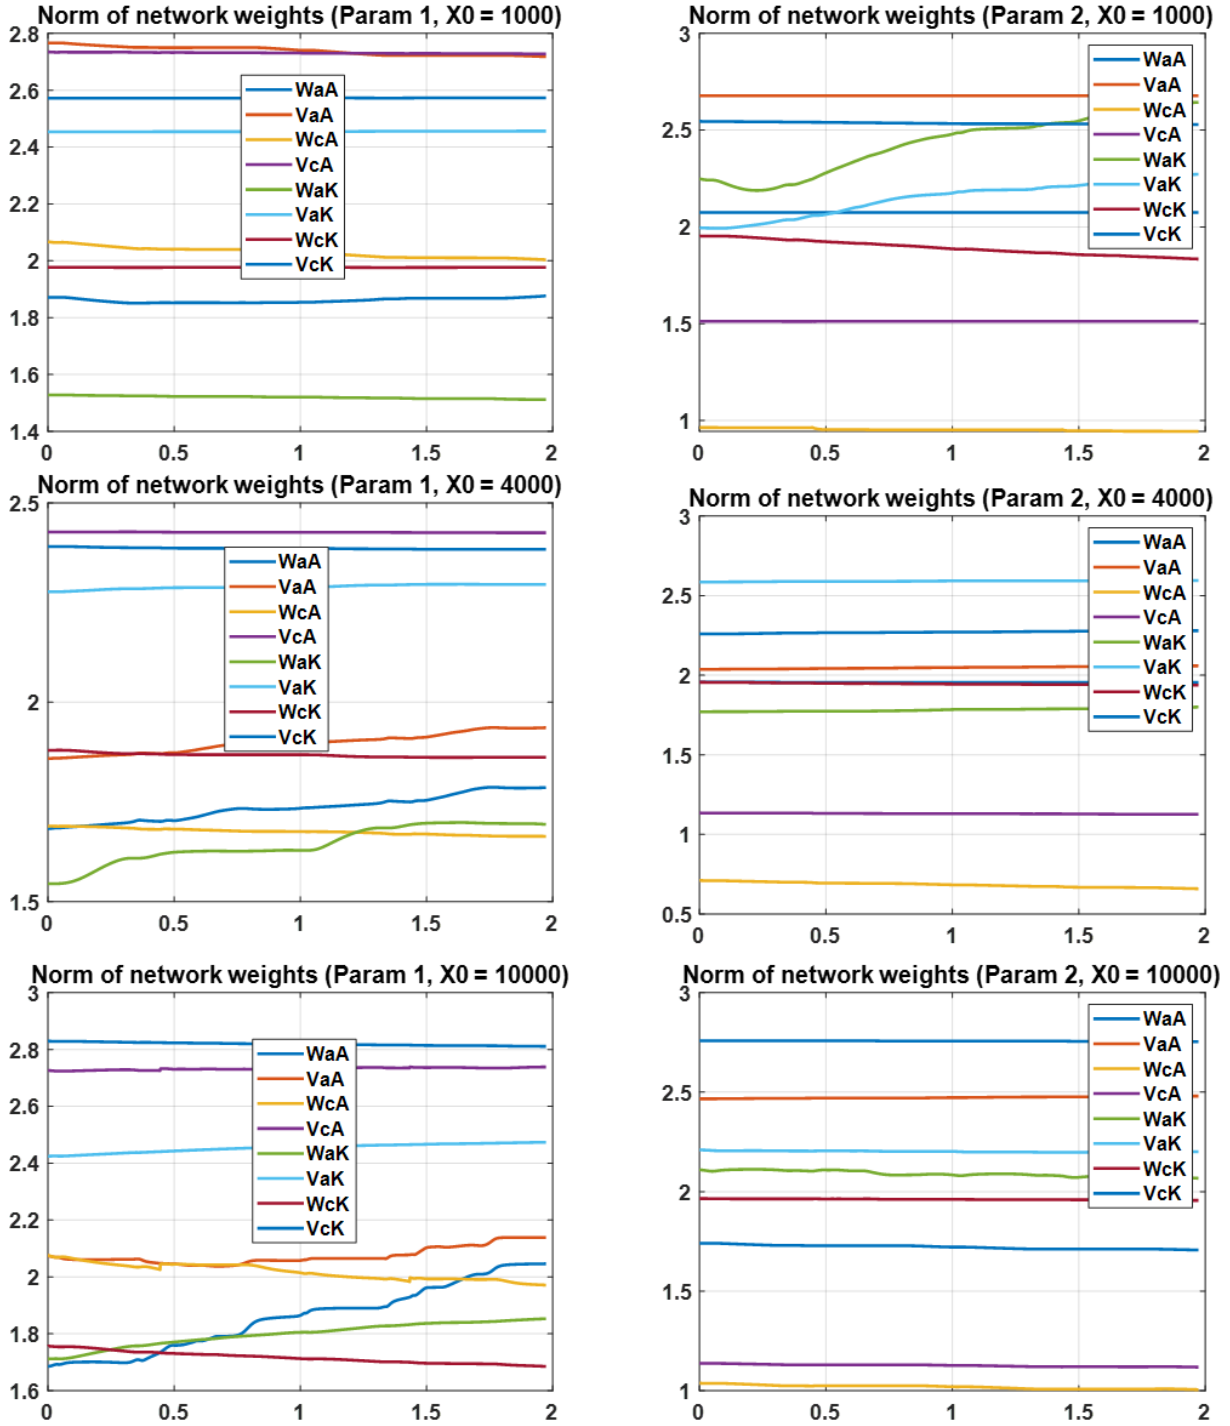 Norm of network weights (Param 1, X0 = 1000)
2.8
2.6
2.4
2.2
2
1.8
1.6
1.4
WaA
VaA
WcA
VcA
WaK
VaK
WcK
VcK
0 0.5 1 1.5 2
Norm of network weights (Param 2, X0 = 1000)
3
2.5
2
1.5
1
WaA
VaA
WcA
VcA
WaK
VaK
WcK
VcK
0 0.5 1 1.5 2
Norm of network weights (Param 1, X0 = 4000)
2.5
2
1.5
WaA
VaA
WcA
VcA
WaK
VaK
WcK
VcK
0 0.5 1 1.5 2
Norm of network weights (Param 2, X0 = 4000)
3
2.5
2
1.5
1
0.5
WaA
VaA
WcA
VcA
WaK
VaK
WcK
VcK
0 0.5 1 1.5 2
Norm of network weights (Param 1, X0 = 10000)
3
2.8
2.6
2.4
2.2
2
1.8
1.6
WaA
VaA
WcA
VcA
WaK
VaK
WcK
VcK
0 0.5 1 1.5 2
Norm of network weights (Param 2, X0 = 10000)
3
2.5
2
1.5
1
WaA
VaA
WcA
VcA
WaK
VaK
WcK
VcK
0 0.5 1 1.5 2